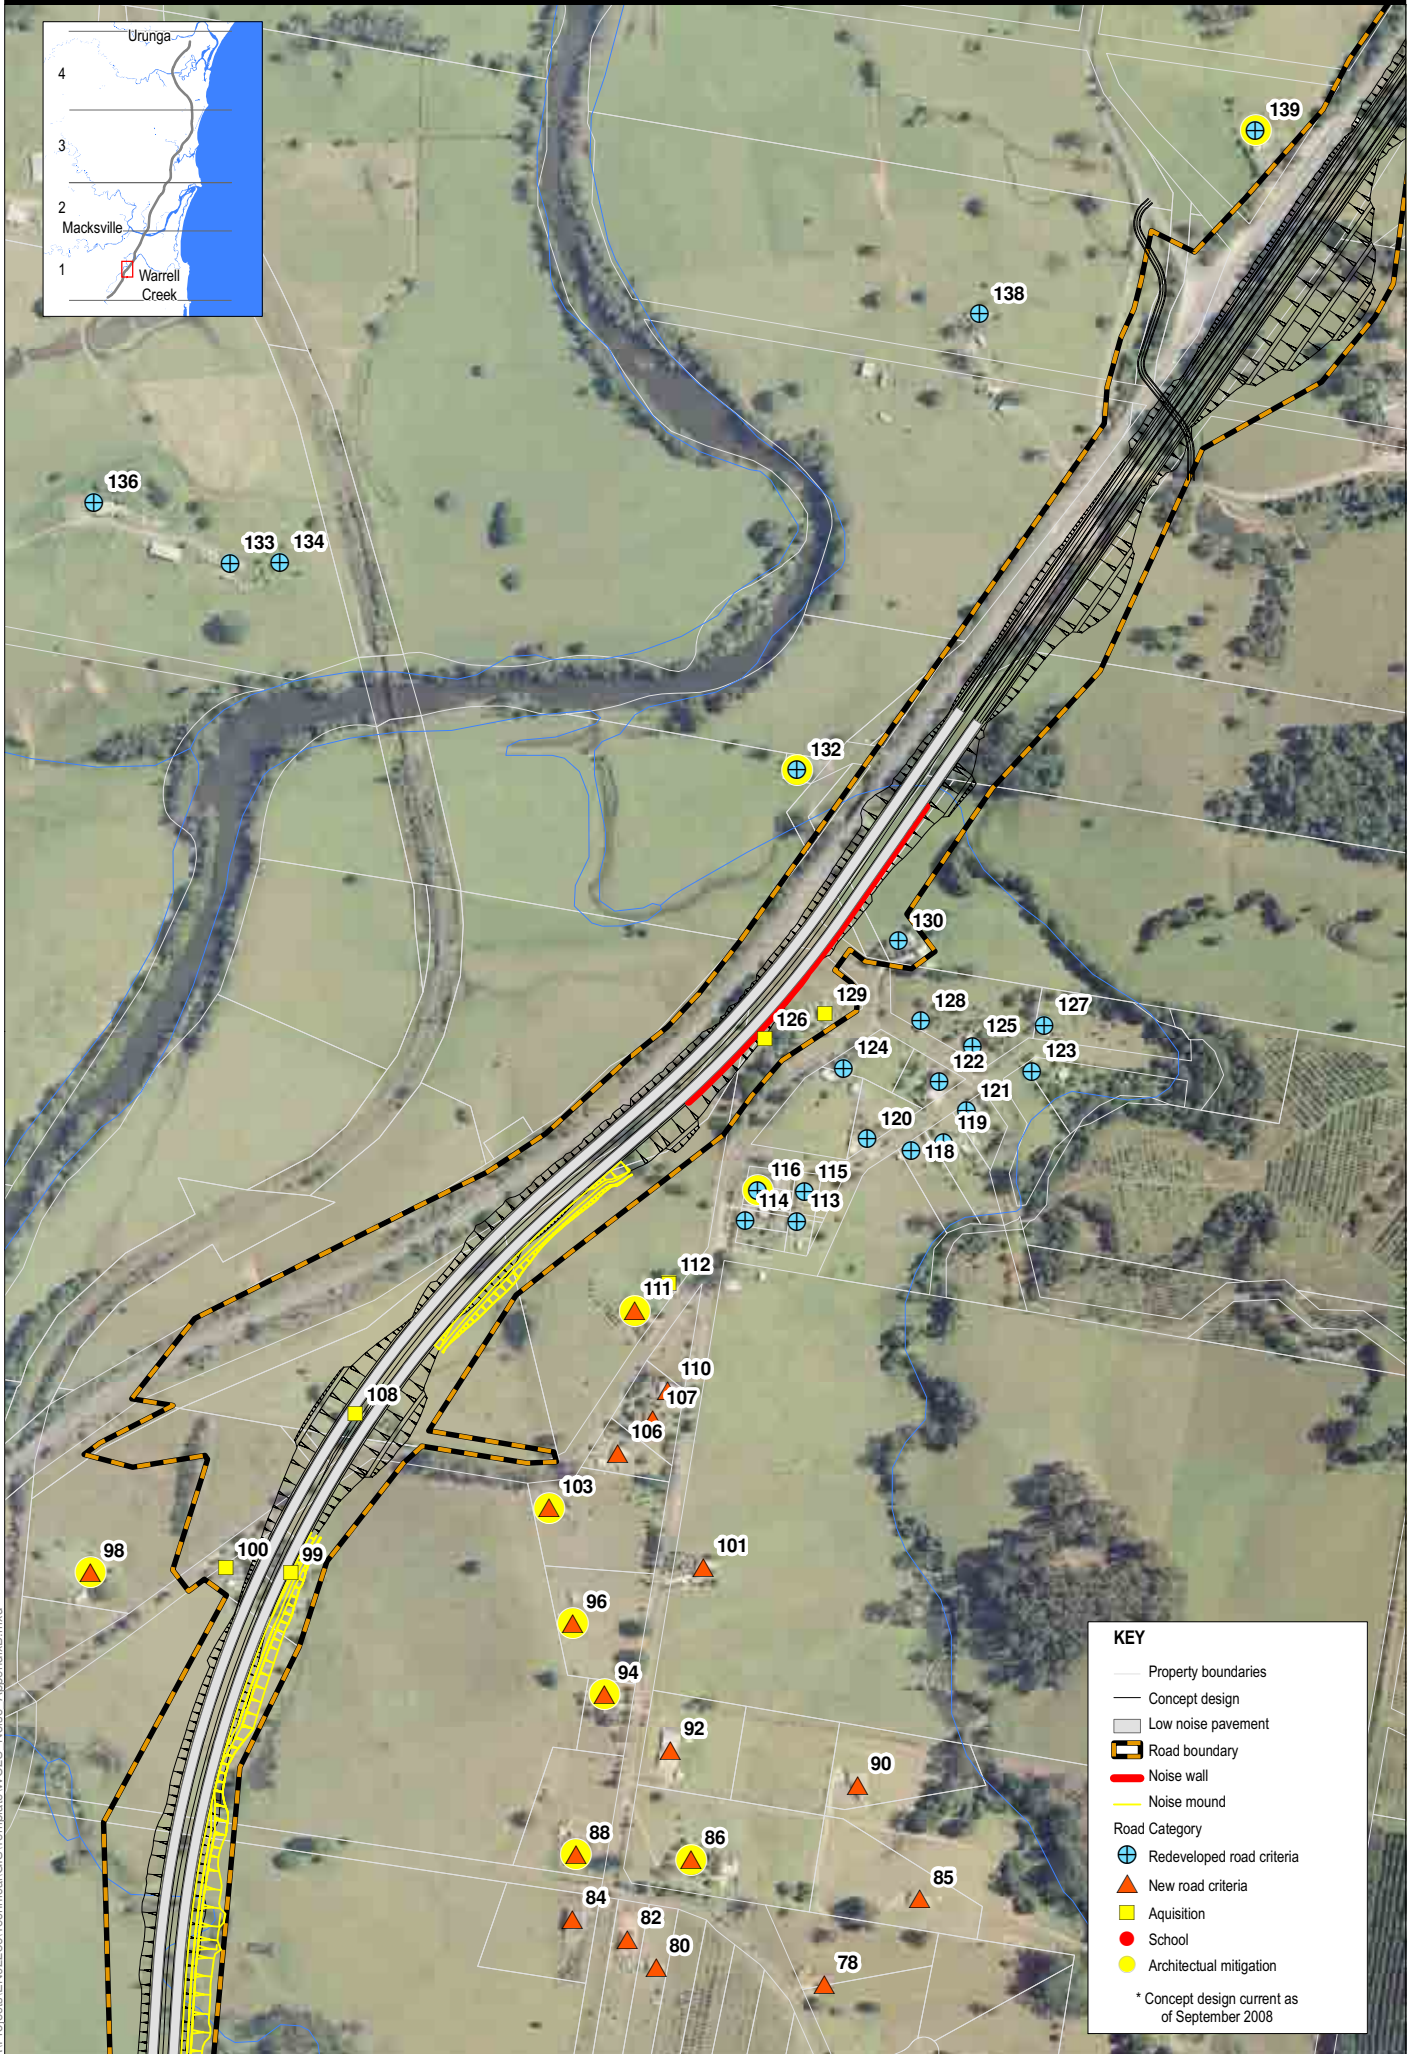 Urunga
4
3
2
Macksville
1
Warrell
Creek
139
138
136
133
134
132
130
129
128
127
126
125
124
123
122
121
120
119
118
116
115
114
113
112
111
110
107
108
106
103
101
100
99
98
96
94
92
90
88
86
85
84
82
80
78
KEY
Property boundaries
Concept design
Low noise pavement
Road boundary
Noise wall
Noise mound
Road Category
Redeveloped road criteria
New road criteria
Aquisition
School
Architectual mitigation
* Concept design current as
of September 2008